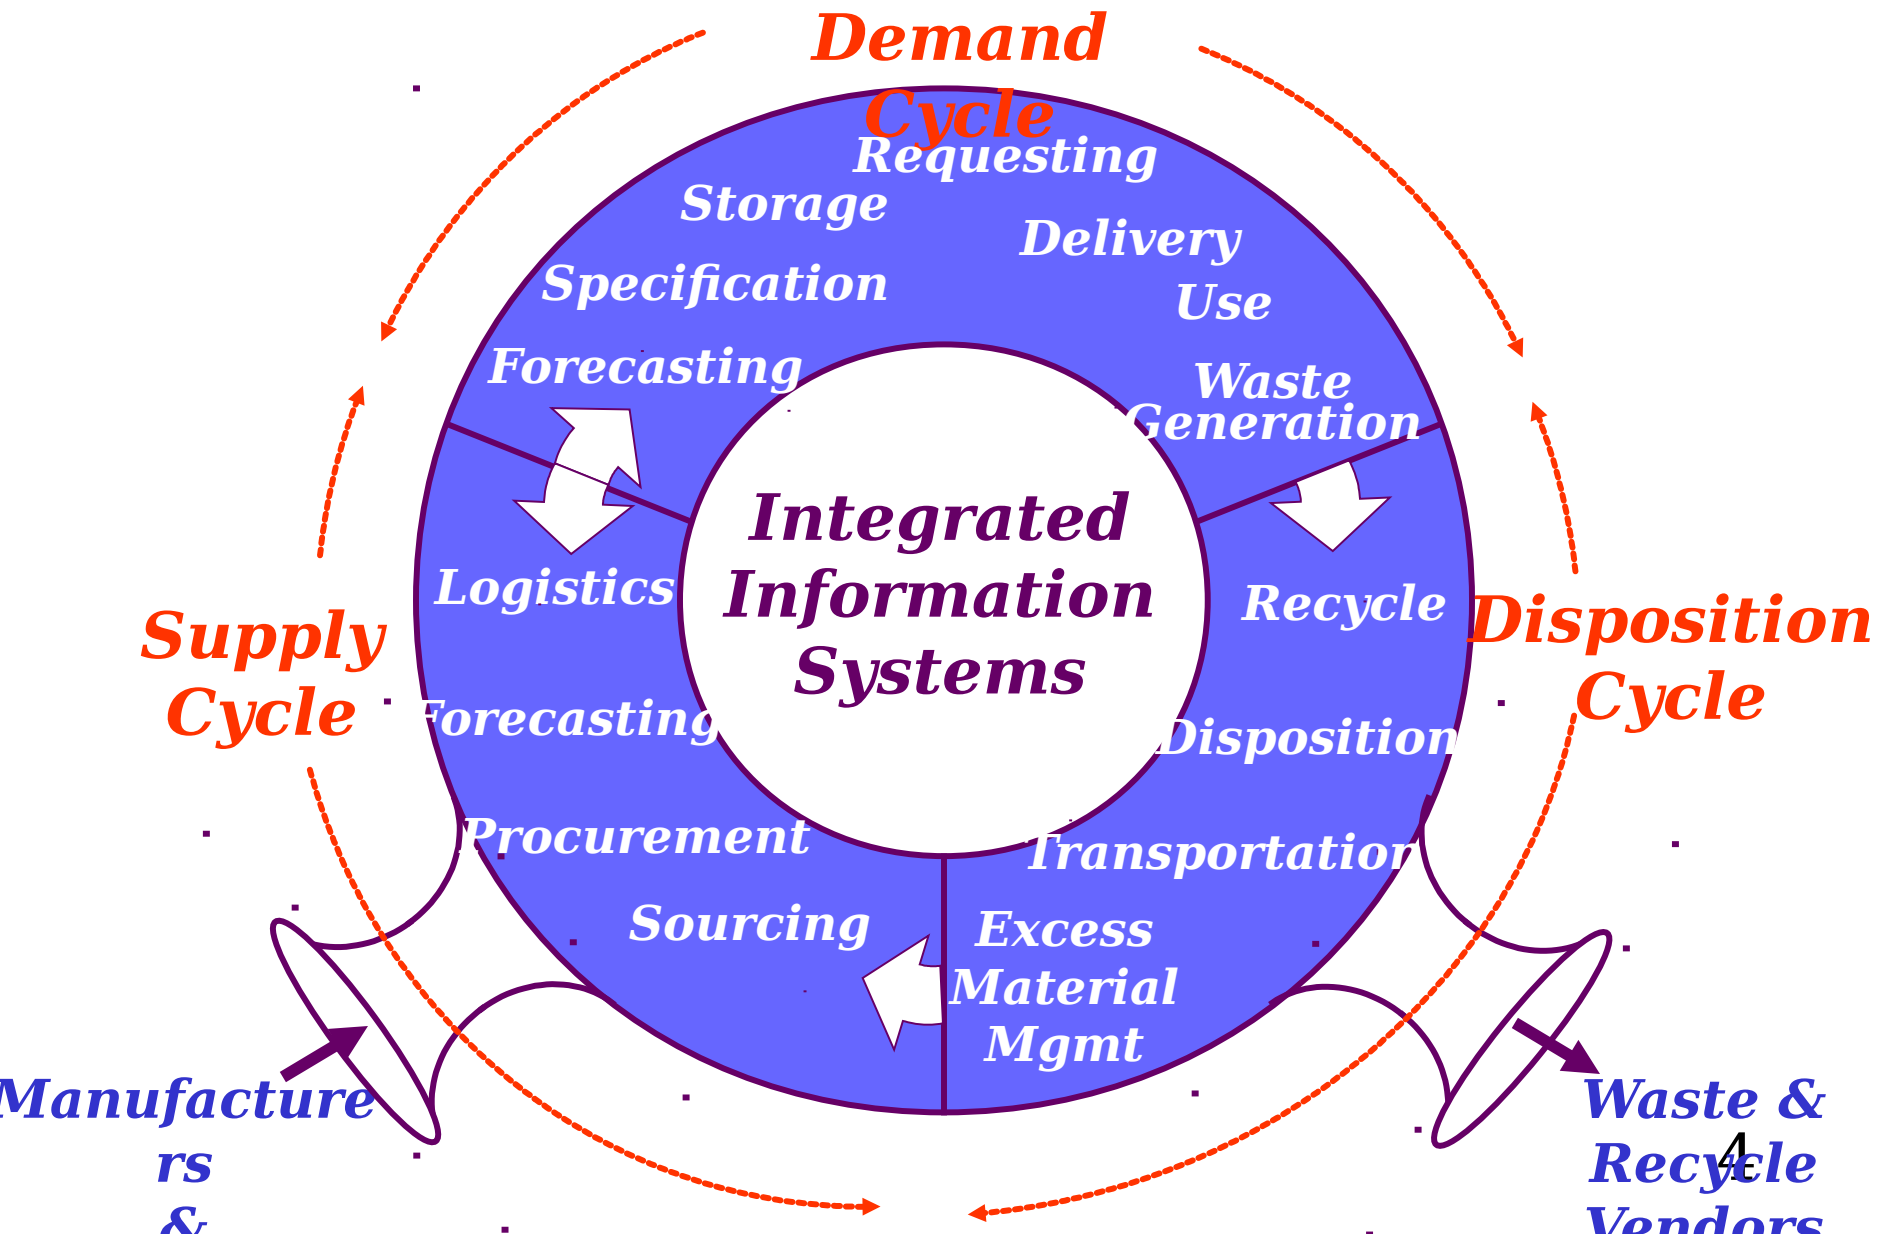 Demand
Cycle
Requesting
Storage
Delivery
Specification
Use
Forecasting
Waste
Generation
Integrated
Information
Systems
Logistics
Recycle
Supply
Cycle
Disposition
Cycle
Forecasting
Disposition
Procurement
Transportation
Sourcing
Excess
Material
Mgmt
Manufacture
rs
&
Waste &
Recycle
Vendors
4